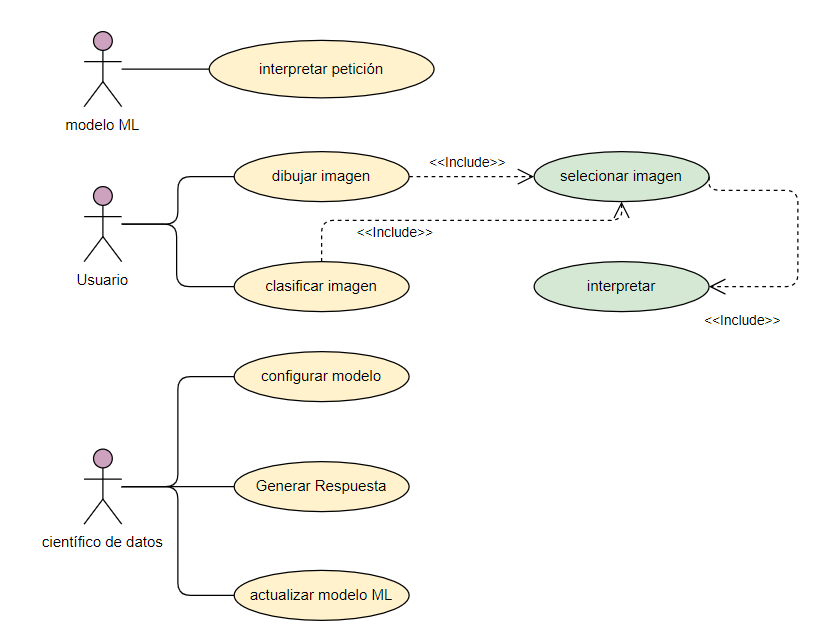 interpretar petición
modelo ML
dibujar imagen
<<Include>>
selecionar imagen
<<Include>>
Usuario
clasificar imagen
interpretar
<<Include>>
configurar modelo
Generar Respuesta
científico de datos
actualizar modelo ML